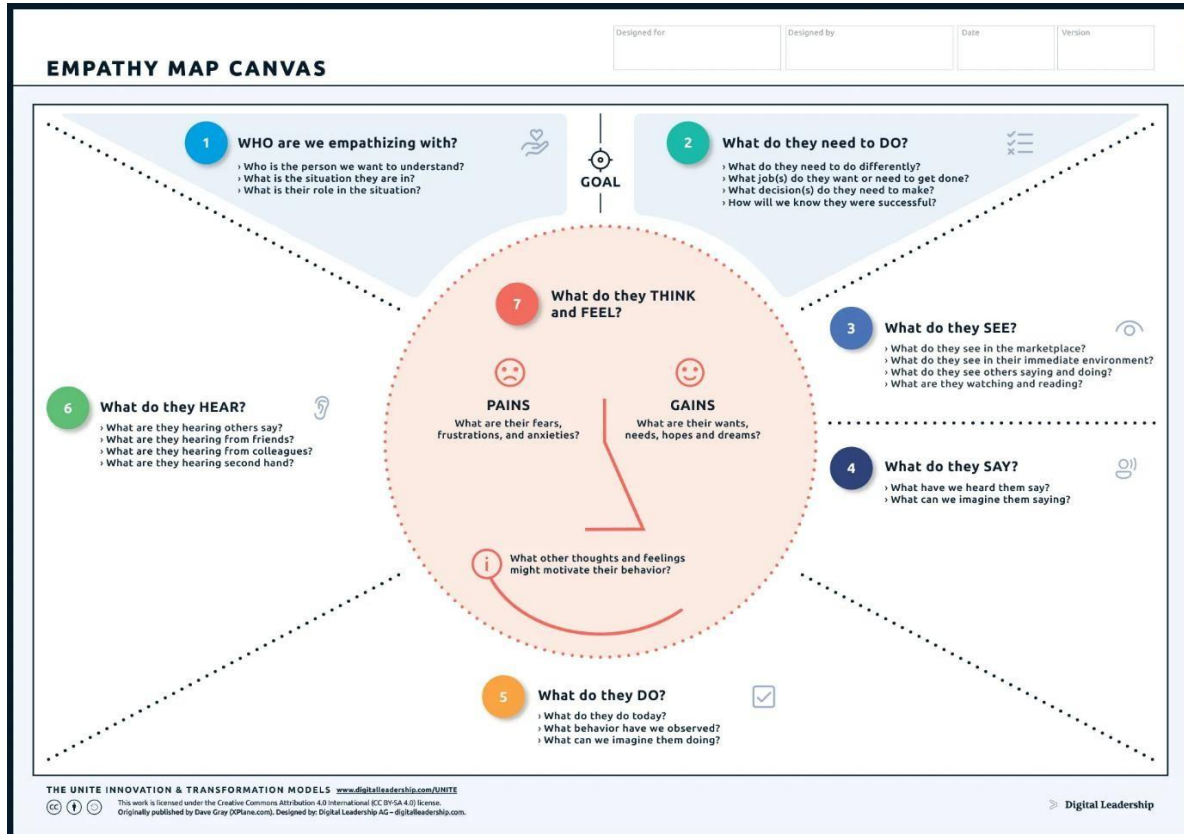 Designed for
Designed by
Date
Version
EMPATHY MAP CANVAS
1
WHO are we empathizing with?
› Who is the person we want to understand?
› What is the situation they are in?
› What is their role in the situation?
GOAL
2
What do they need to DO?
› What do they need to do differently?
› What job(s) do they want or need to get done?
› What decision(s) do they need to make?
› How will we know they were successful?
3
What do they SEE?
› What do they see in the marketplace?
› What do they see in their immediate environment?
› What do they see others saying and doing?
› What are they watching and reading?
4
What do they SAY?
› What have we heard them say?
› What can we imagine them saying?
5
What do they DO?
› What do they do today?
› What behavior have we observed?
› What can we imagine them doing?
6
What do they HEAR?
› What are they hearing others say?
› What are they hearing from friends?
› What are they hearing from colleagues?
› What are they hearing second hand?
7
What do they THINK
and FEEL?
PAINS
What are their fears,
frustrations, and anxieties?
GAINS
What are their wants,
needs, hopes and dreams?
i
What other thoughts and feelings
might motivate their behavior?
THE UNITE INNOVATION & TRANSFORMATION MODELS www.digitalleadership.com/UNITE
cc
This work is licensed under the Creative Commons Attribution 4.0 International (CC BY-SA 4.0) license.
Originally published by Dave Gray (XPlane.com). Designed by: Digital Leadership AG – digitalleadership.com.
Digital Leadership